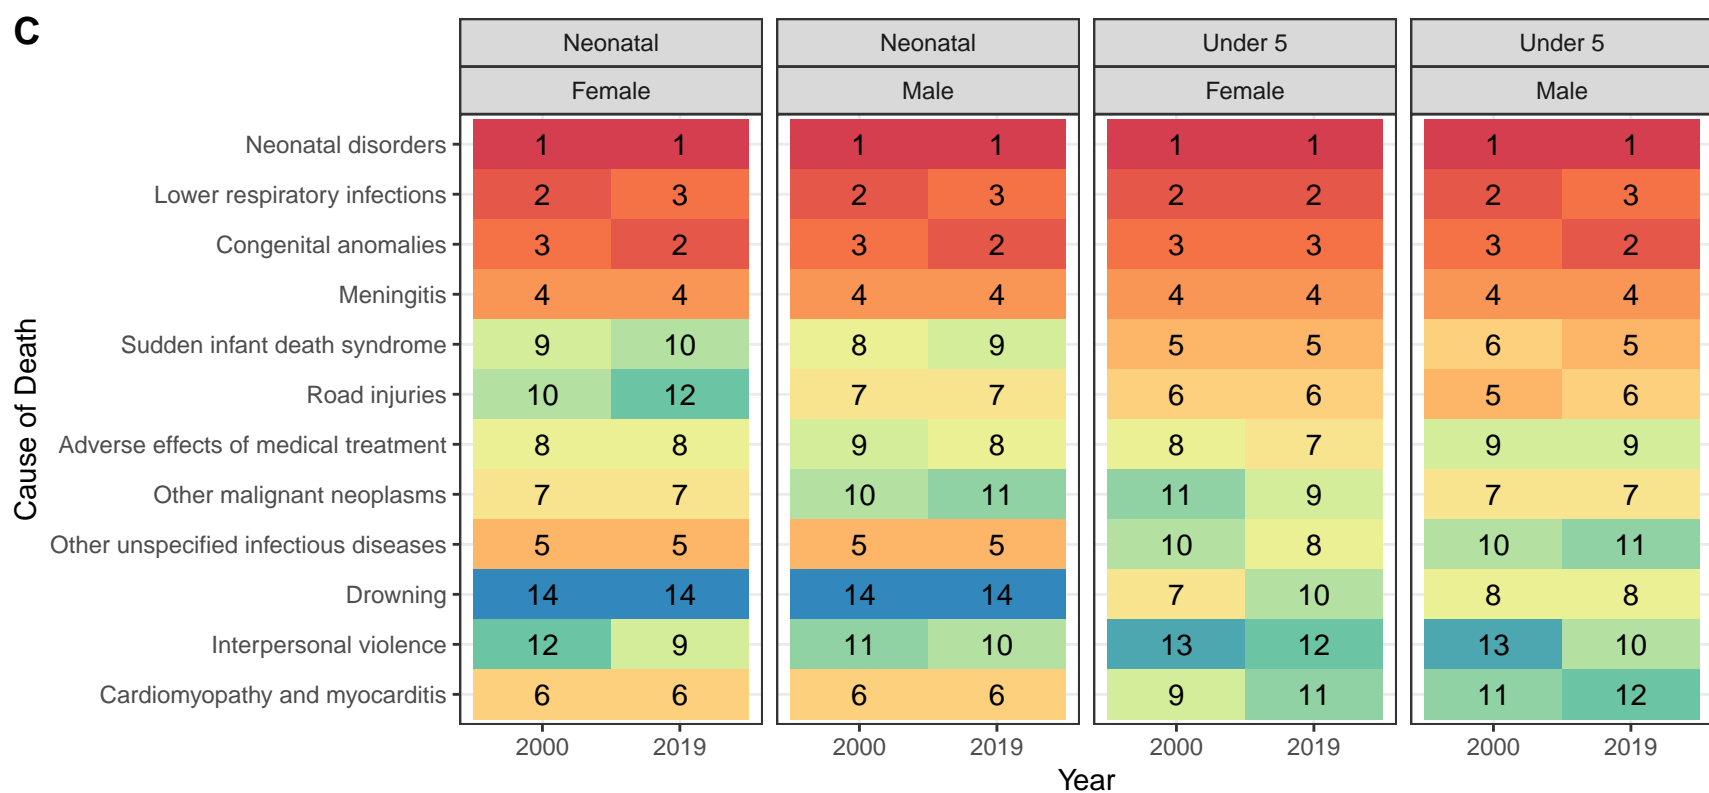 C
Neonatal Neonatal Under 5 Under 5
Female Male Female Male
Neonatal disorders 1 1 1 1 1 1 1 1
Lower respiratory infections 2 3 2 3 2 2 2 3
Congenital anomalies 3 2 3 2 3 3 3 2
Meningitis 4 4 4 4 4 4 4 4
Sudden infant death syndrome 9 10 8 9 5 5 6 5
Road injuries 10 12 7 7 6 6 5 6
Adverse effects of medical treatment 8 8 9 8 8 7 9 9
Other malignant neoplasms 7 7 10 11 11 9 7 7
Other unspecified infectious diseases 5 5 5 5 10 8 10 11
Drowning 14 14 14 14 7 10 8 8
Interpersonal violence 12 9 11 10 13 12 13 10
Cardiomyopathy and myocarditis 6 6 6 6 9 11 11 12
2000 2019 2000 2019 2000 2019 2000 2019
Year
Cause of Death